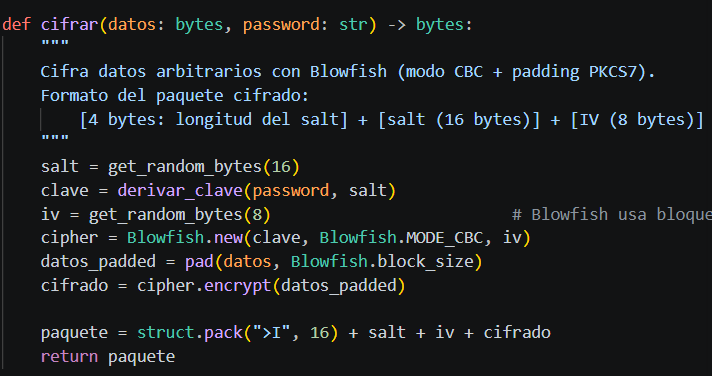 def cifrar(datos: bytes, password: str) -> bytes:
    """
    Cifra datos arbitrarios con Blowfish (modo CBC + padding PKCS7).
    Formato del paquete cifrado:
        [4 bytes: longitud del salt] + [salt (16 bytes)] + [IV (8 bytes)]
    """
    salt = get_random_bytes(16)
    clave = derivar_clave(password, salt)
    iv = get_random_bytes(8)                        # Blowfish usa bloque
    cipher = Blowfish.new(clave, Blowfish.MODE_CBC, iv)
    datos_padded = pad(datos, Blowfish.block_size)
    cifrado = cipher.encrypt(datos_padded)

    paquete = struct.pack(">I", 16) + salt + iv + cifrado
    return paquete